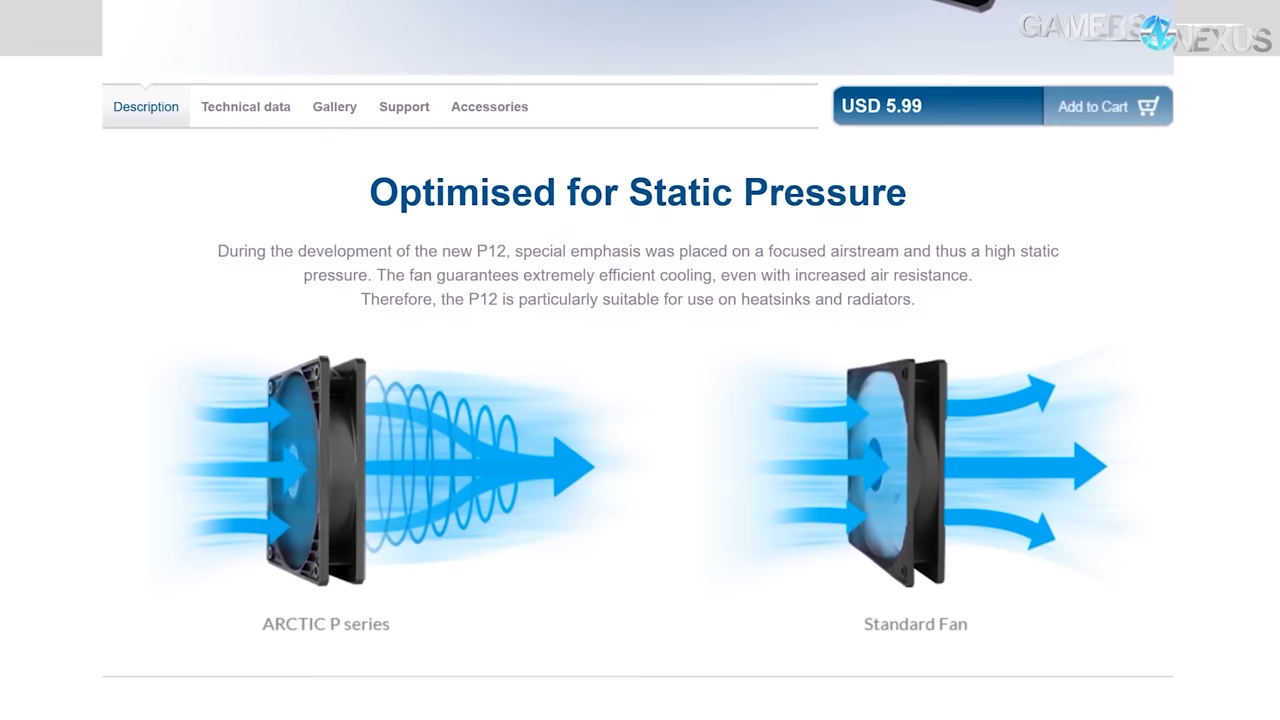 GAMERS NEXUS
Description Technical data Gallery Support Accessories USD 5.99 Add to Cart
Optimised for Static Pressure
During the development of the new P12, special emphasis was placed on a focused airstream and thus a high static
pressure. The fan guarantees extremely efficient cooling, even with increased air resistance.
Therefore, the P12 is particularly suitable for use on heatsinks and radiators.
ARCTIC P series
Standard Fan